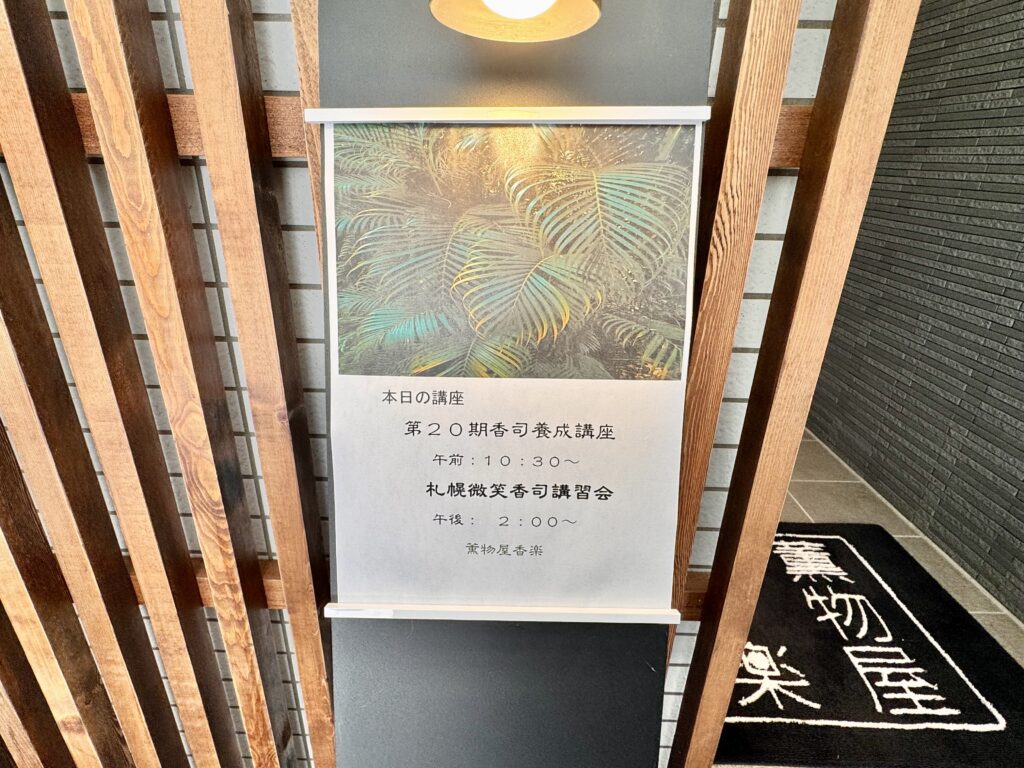 本日の講座
第２０期香司養成講座
午前：１０：３０～
札幌微笑香司講習会
午後：　２：００～
薫物屋香楽
薫物屋
楽